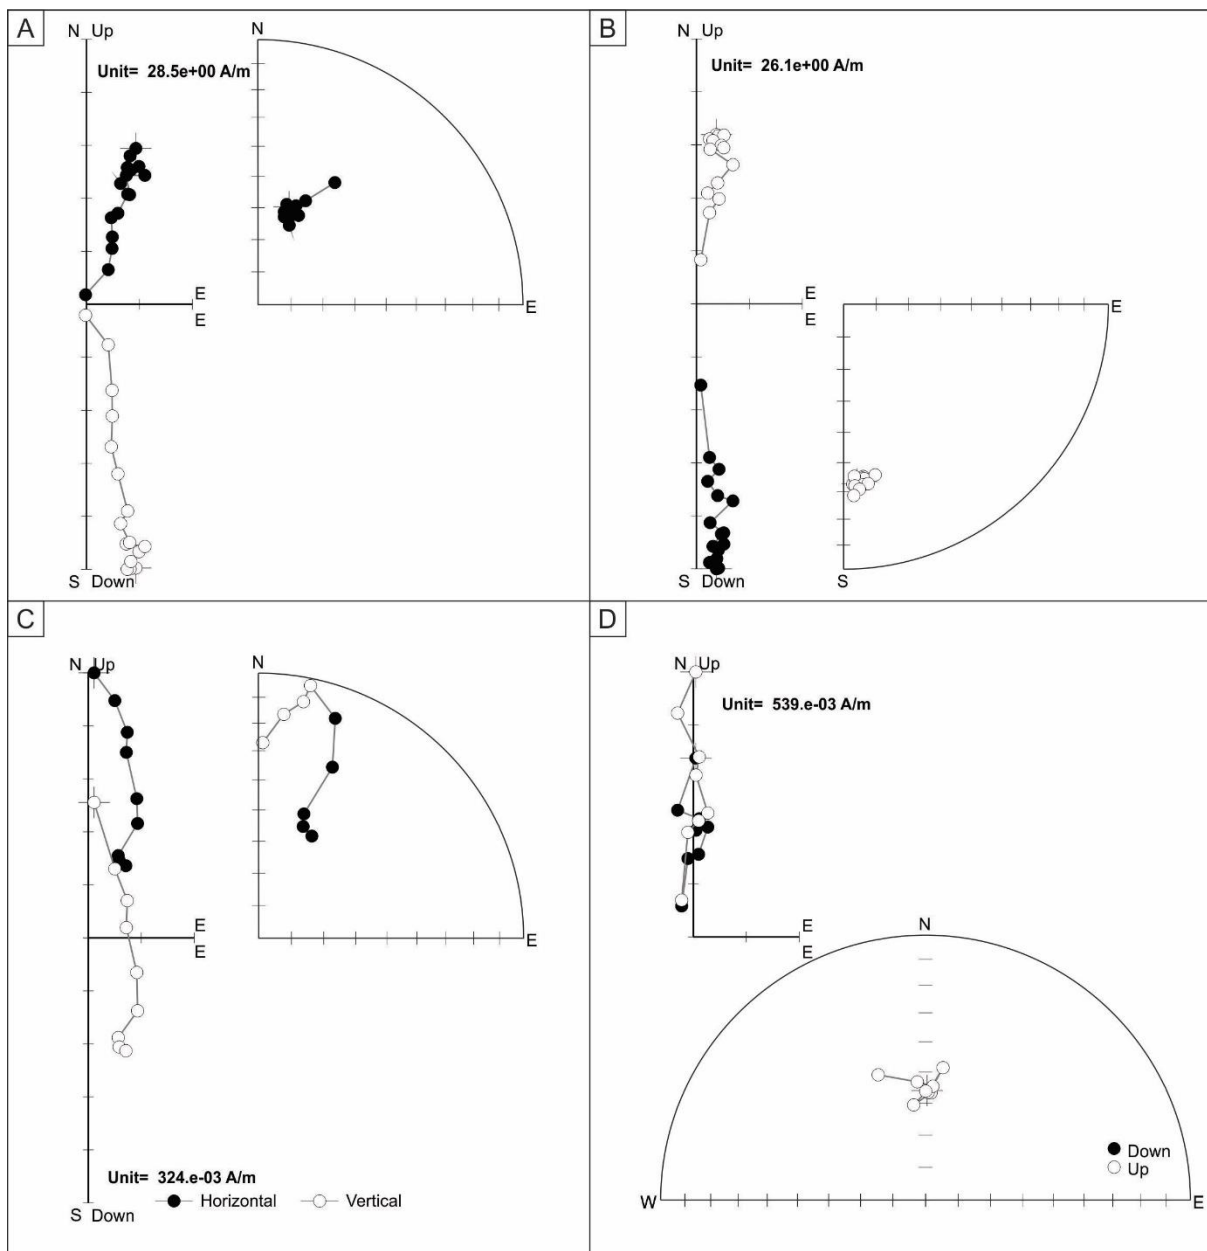 A
N Up
Unit= 28.5e+00 A/m
E
E
S Down
N
E
B
N Up
Unit= 26.1e+00 A/m
E
E
S Down
E
S
C
N Up
E
E
Unit= 324.e-03 A/m
S Down
N
E
Horizontal
Vertical
D
N Up
Unit= 539.e-03 A/m
E
E
N
W
E
Down
Up